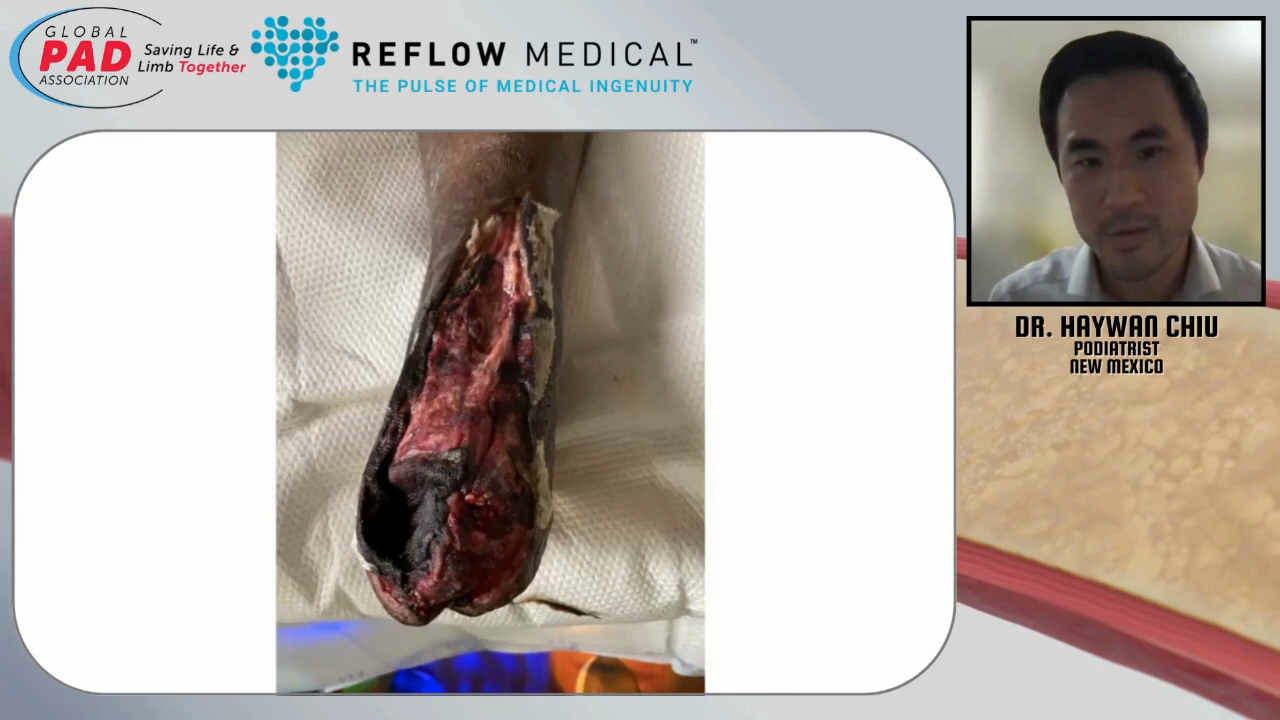 GLOBAL
PAD
ASSOCIATION
Saving Life &
Limb Together
REFLOW MEDICAL™
THE PULSE OF MEDICAL INGENUITY
DR. HAYWAN CHIU
PODIATRIST
NEW MEXICO